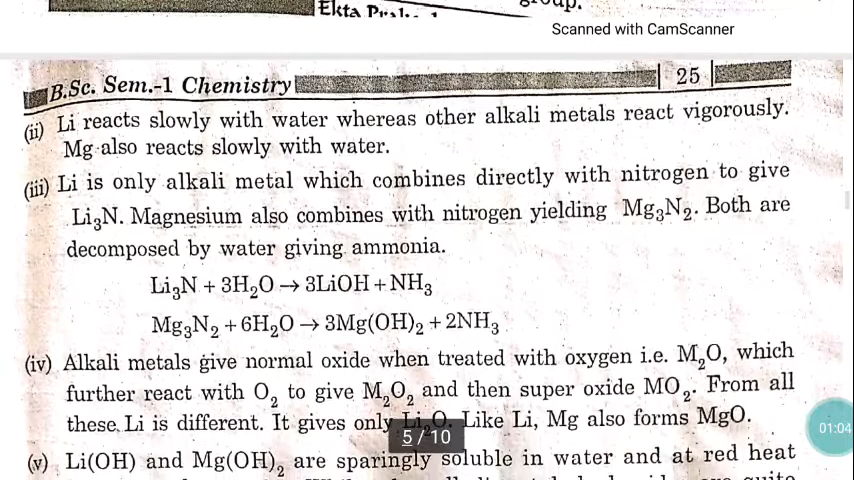 Ekta
Scanned with CamScanner
B.Sc. Sem.-1 Chemistry 25
(ii) Li reacts slowly with water whereas other alkali metals react vigorously.
Mg also reacts slowly with water.
(iii) Li is only alkali metal which combines directly with nitrogen to give
Li₃N. Magnesium also combines with nitrogen yielding Mg₃N₂. Both are
decomposed by water giving ammonia.
Li₃N + 3H₂O → 3LiOH + NH₃
Mg₃N₂ + 6H₂O → 3Mg(OH)₂ + 2NH₃
(iv) Alkali metals give normal oxide when treated with oxygen i.e. M₂O, which
further react with O₂ to give M₂O₂ and then super oxide MO₂. From all
these Li is different. It gives only Li₂O. Like Li, Mg also forms MgO.
5 / 10
01:04
(v) Li(OH) and Mg(OH)₂ are sparingly soluble in water and at red heat